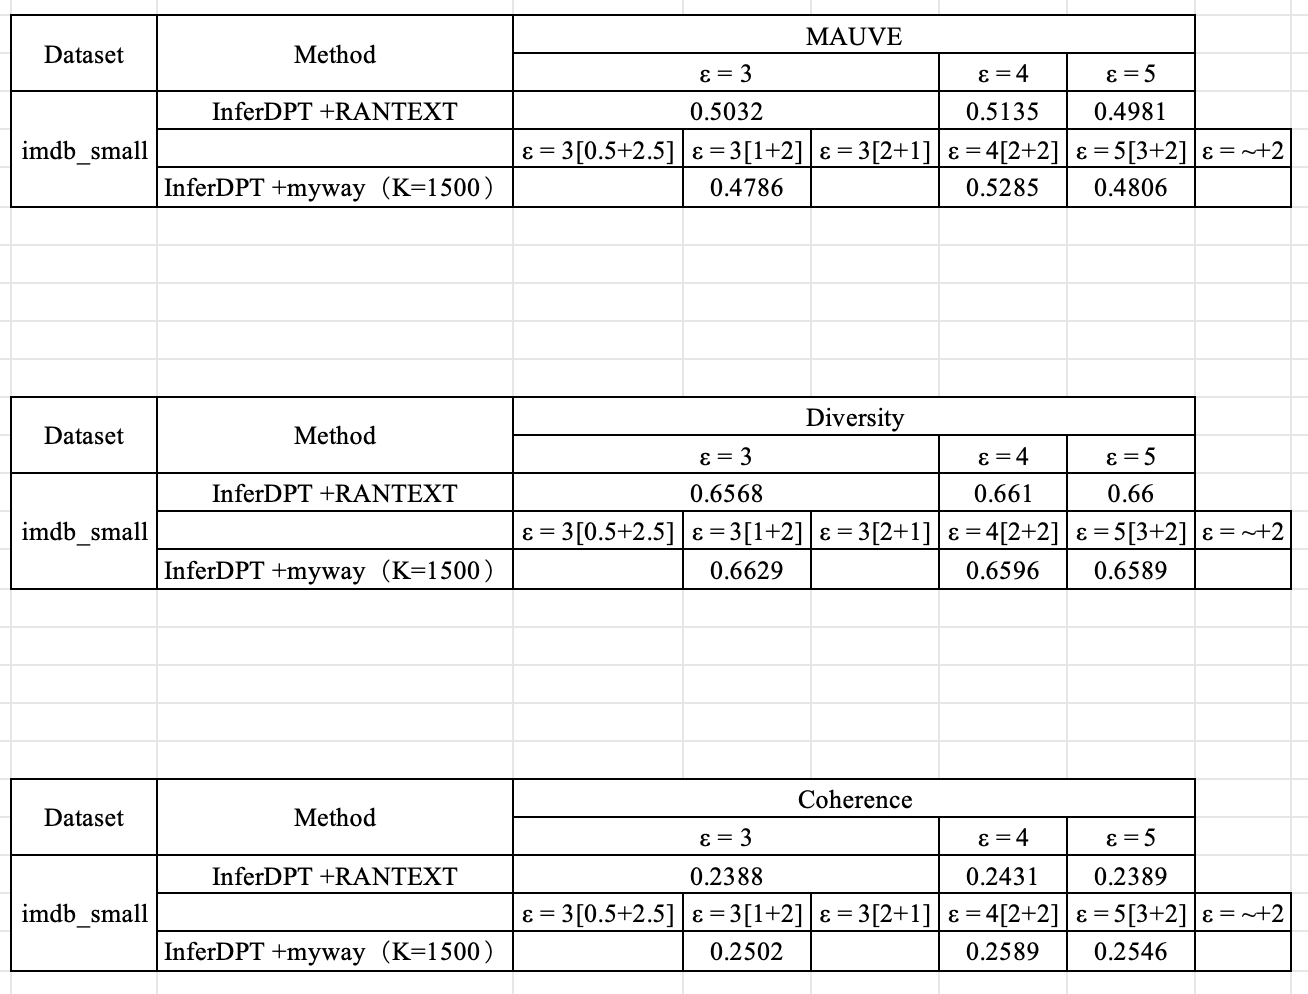 Dataset Method MAUVE
ε = 3 ε = 4 ε = 5
imdb_small InferDPT +RANTEXT 0.5032 0.5135 0.4981
ε = 3[0.5+2.5] ε = 3[1+2] ε = 3[2+1] ε = 4[2+2] ε = 5[3+2] ε = ~+2
InferDPT +myway（K=1500） 0.4786 0.5285 0.4806
Dataset Method Diversity
ε = 3 ε = 4 ε = 5
imdb_small InferDPT +RANTEXT 0.6568 0.661 0.66
ε = 3[0.5+2.5] ε = 3[1+2] ε = 3[2+1] ε = 4[2+2] ε = 5[3+2] ε = ~+2
InferDPT +myway（K=1500） 0.6629 0.6596 0.6589
Dataset Method Coherence
ε = 3 ε = 4 ε = 5
imdb_small InferDPT +RANTEXT 0.2388 0.2431 0.2389
ε = 3[0.5+2.5] ε = 3[1+2] ε = 3[2+1] ε = 4[2+2] ε = 5[3+2] ε = ~+2
InferDPT +myway（K=1500） 0.2502 0.2589 0.2546